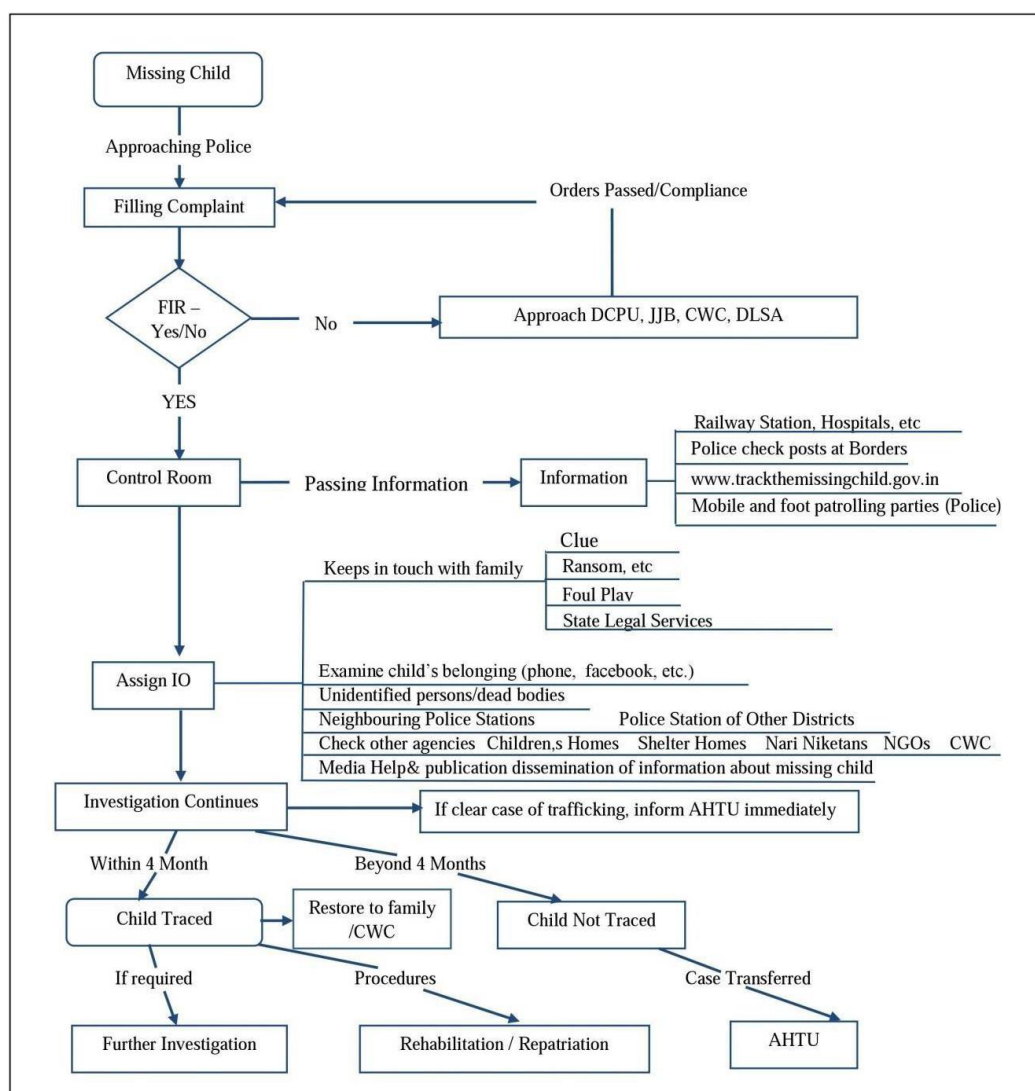 Missing Child
Approaching Police
Orders Passed/Compliance
Filling Complaint
FIR –
Yes/No
No
Approach DCPU, JJB, CWC, DLSA
YES
Railway Station, Hospitals, etc
Police check posts at Borders
Control Room
Passing Information
Information
www.trackthemissingchild.gov.in
Mobile and foot patrolling parties (Police)
Clue
Keeps in touch with family
Ransom, etc
Foul Play
State Legal Services
Assign IO
Examine child's belonging (phone, facebook, etc.)
Unidentified persons/dead bodies
Neighbouring Police Stations Police Station of Other Districts
Check other agencies Children,s Homes Shelter Homes Nari Niketans NGOs CWC
Media Help& publication dissemination of information about missing child
Investigation Continues
If clear case of trafficking, inform AHTU immediately
Within 4 Month
Beyond 4 Months
Child Traced
Restore to family
/CWC
Child Not Traced
If required
Procedures
Case Transferred
Further Investigation
Rehabilitation / Repatriation
AHTU